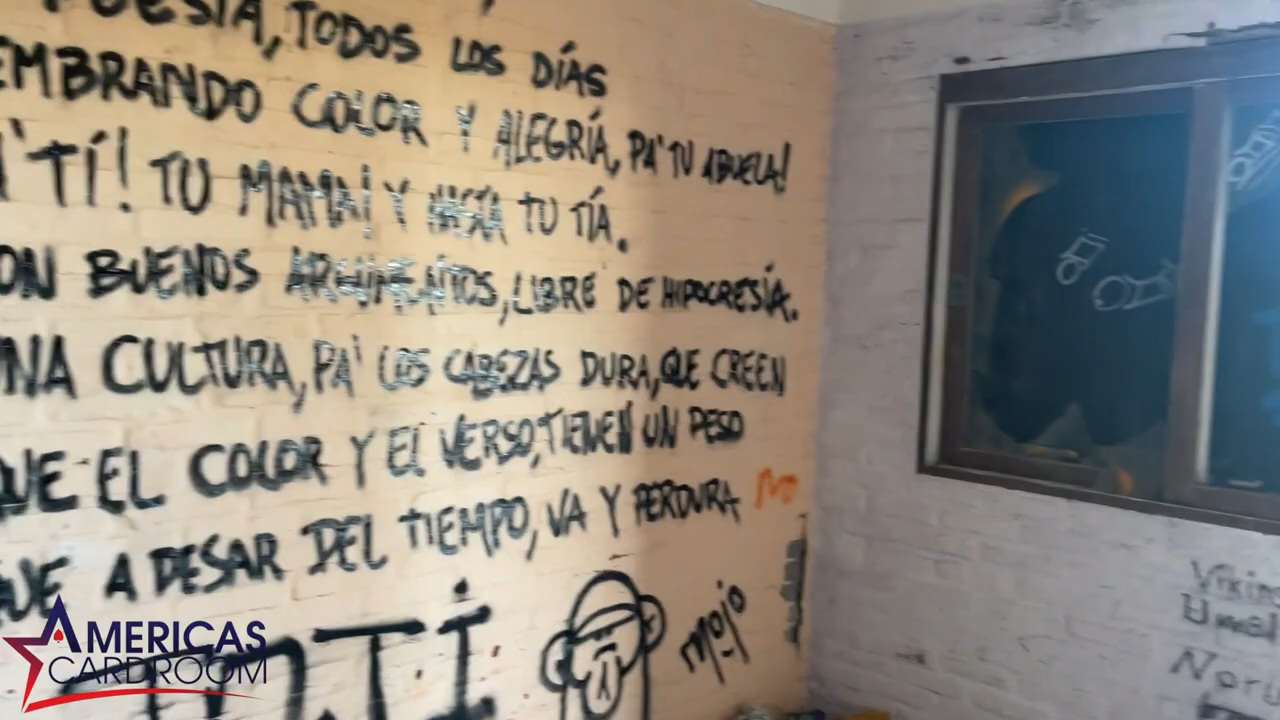 POESÍA, TODOS LOS DÍAS
EMBRANDO COLOR Y ALEGRÍA, PA' TU ABUELA!
A' TÍ! TU MAMA! Y HASTA TU TÍA.
ON BUENOS ARGUMENTOS, LIBRE DE HIPOCRESÍA.
UNA CULTURA, PA' LOS CABEZAS DURA, QUE CREEN
QUE EL COLOR Y EL VERSO, TIENEN UN PESO
QUE A PESAR DEL TIEMPO, VA Y PERDURA
MOJO
AMERICAS
CARDROOM